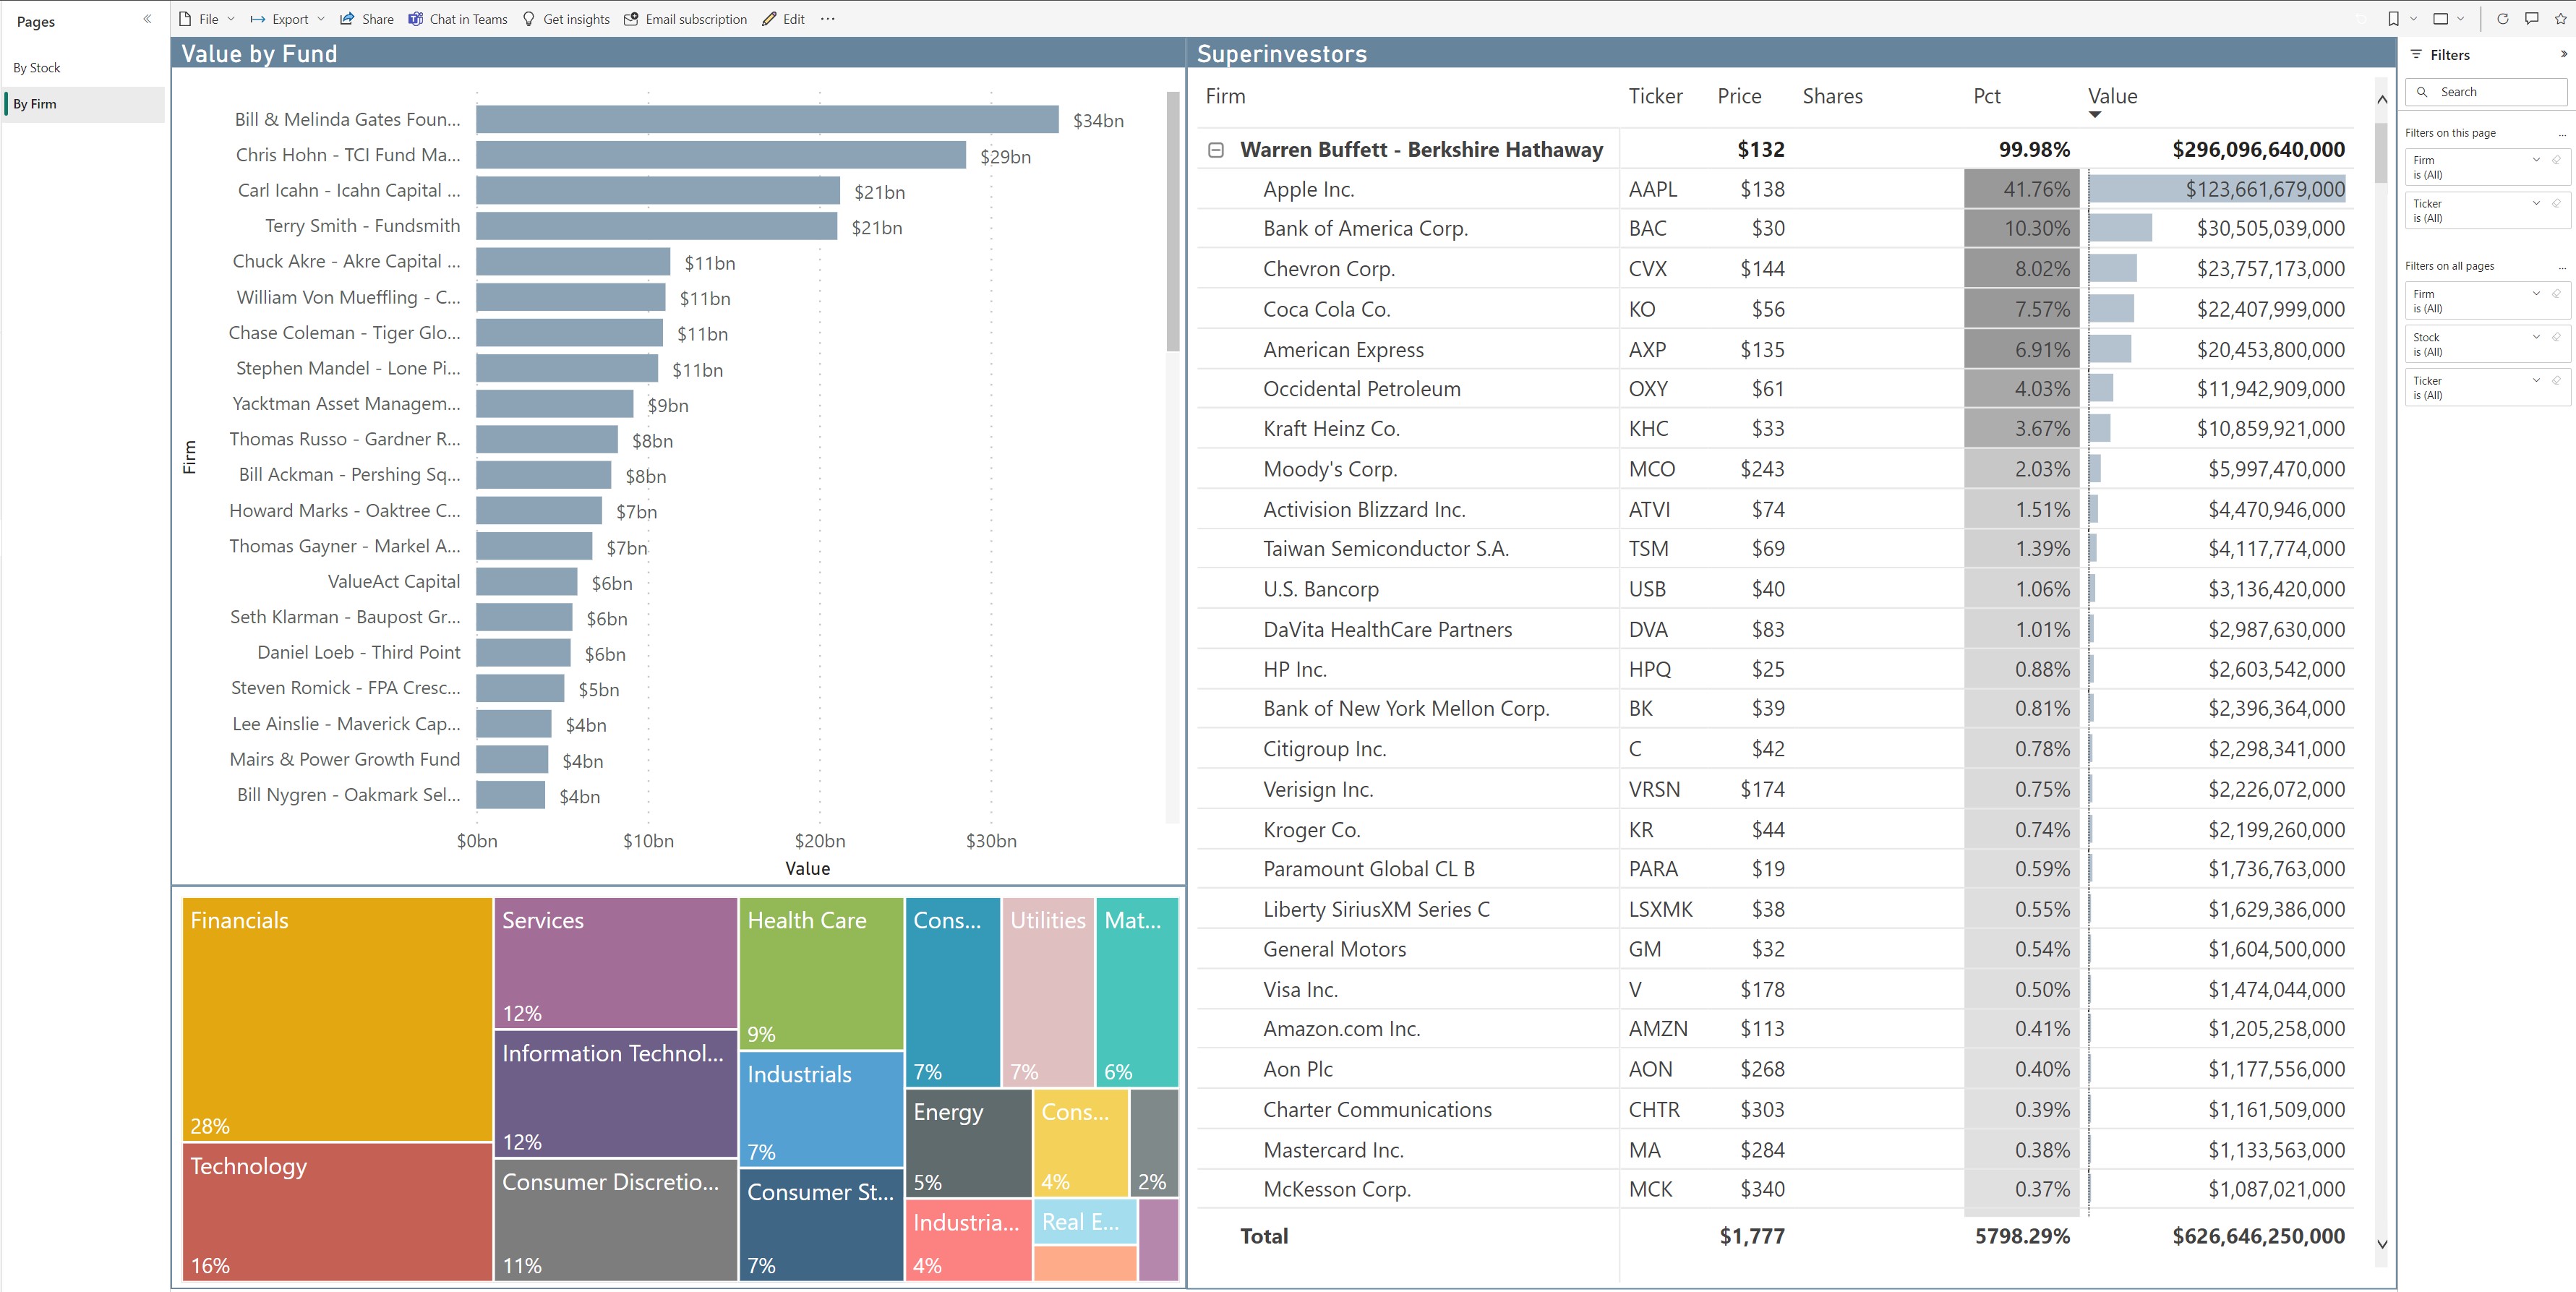 Pages
By Stock
By Firm
File Export Share Chat in Teams Get insights Email subscription Edit ...
Value by Fund
Firm
Bill & Melinda Gates Foun... $34bn
Chris Hohn - TCI Fund Ma... $29bn
Carl Icahn - Icahn Capital ... $21bn
Terry Smith - Fundsmith $21bn
Chuck Akre - Akre Capital ... $11bn
William Von Mueffling - C... $11bn
Chase Coleman - Tiger Glo... $11bn
Stephen Mandel - Lone Pi... $11bn
Yacktman Asset Managem... $9bn
Thomas Russo - Gardner R... $8bn
Bill Ackman - Pershing Sq... $8bn
Howard Marks - Oaktree C... $7bn
Thomas Gayner - Markel A... $7bn
ValueAct Capital $6bn
Seth Klarman - Baupost Gr... $6bn
Daniel Loeb - Third Point $6bn
Steven Romick - FPA Cresc... $5bn
Lee Ainslie - Maverick Cap... $4bn
Mairs & Power Growth Fund $4bn
Bill Nygren - Oakmark Sel... $4bn
$0bn $10bn $20bn $30bn
Value
Financials
28%
Technology
16%
Services
12%
Information Technol...
12%
Consumer Discretio...
11%
Health Care
9%
Industrials
7%
Consumer St...
7%
Cons...
7%
Utilities
7%
Mat...
6%
Energy
5%
Cons...
4%
2%
Industria...
4%
Real E...
Superinvestors
Firm Ticker Price Shares Pct Value
Warren Buffett - Berkshire Hathaway $132 99.98% $296,096,640,000
Apple Inc. AAPL $138 41.76% $123,661,679,000
Bank of America Corp. BAC $30 10.30% $30,505,039,000
Chevron Corp. CVX $144 8.02% $23,757,173,000
Coca Cola Co. KO $56 7.57% $22,407,999,000
American Express AXP $135 6.91% $20,453,800,000
Occidental Petroleum OXY $61 4.03% $11,942,909,000
Kraft Heinz Co. KHC $33 3.67% $10,859,921,000
Moody's Corp. MCO $243 2.03% $5,997,470,000
Activision Blizzard Inc. ATVI $74 1.51% $4,470,946,000
Taiwan Semiconductor S.A. TSM $69 1.39% $4,117,774,000
U.S. Bancorp USB $40 1.06% $3,136,420,000
DaVita HealthCare Partners DVA $83 1.01% $2,987,630,000
HP Inc. HPQ $25 0.88% $2,603,542,000
Bank of New York Mellon Corp. BK $39 0.81% $2,396,364,000
Citigroup Inc. C $42 0.78% $2,298,341,000
Verisign Inc. VRSN $174 0.75% $2,226,072,000
Kroger Co. KR $44 0.74% $2,199,260,000
Paramount Global CL B PARA $19 0.59% $1,736,763,000
Liberty SiriusXM Series C LSXMK $38 0.55% $1,629,386,000
General Motors GM $32 0.54% $1,604,500,000
Visa Inc. V $178 0.50% $1,474,044,000
Amazon.com Inc. AMZN $113 0.41% $1,205,258,000
Aon Plc AON $268 0.40% $1,177,556,000
Charter Communications CHTR $303 0.39% $1,161,509,000
Mastercard Inc. MA $284 0.38% $1,133,563,000
McKesson Corp. MCK $340 0.37% $1,087,021,000
Total $1,777 5798.29% $626,646,250,000
Filters
Search
Filters on this page ...
Firm
is (All)
Ticker
is (All)
Filters on all pages ...
Firm
is (All)
Stock
is (All)
Ticker
is (All)